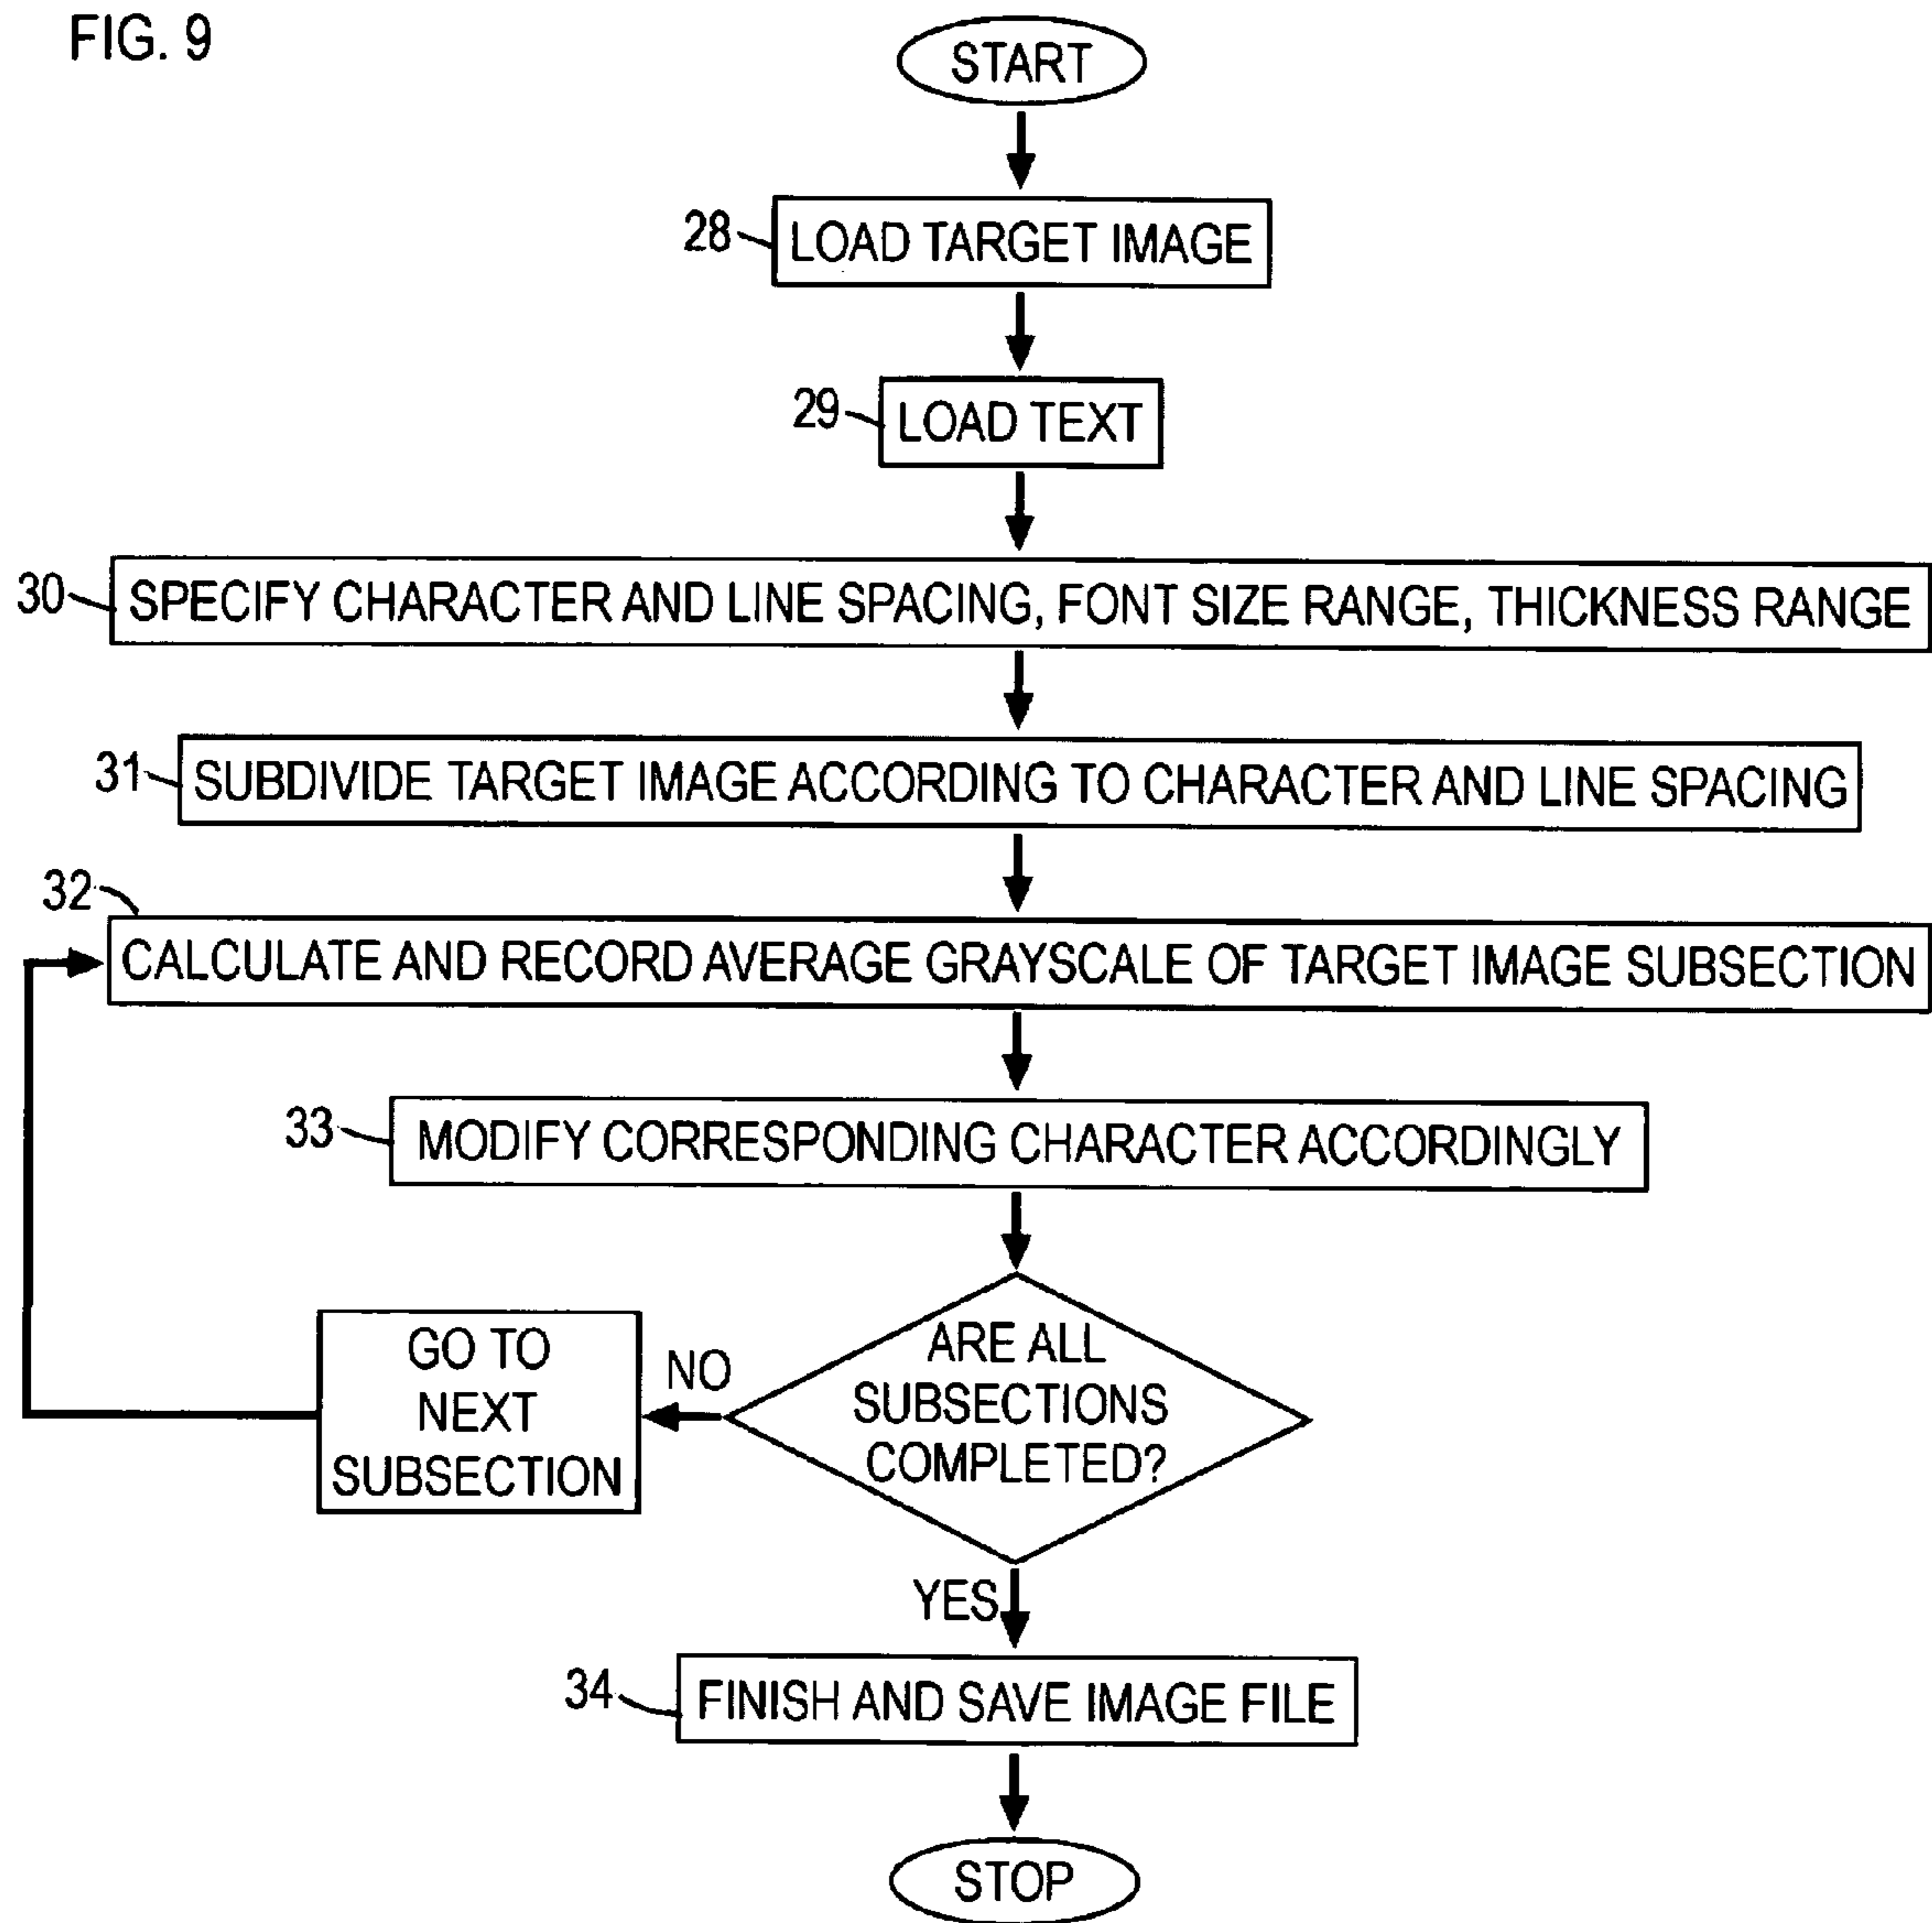 FIG. 9
START
28
LOAD TARGET IMAGE
29
LOAD TEXT
30
SPECIFY CHARACTER AND LINE SPACING, FONT SIZE RANGE, THICKNESS RANGE
31
SUBDIVIDE TARGET IMAGE ACCORDING TO CHARACTER AND LINE SPACING
32
CALCULATE AND RECORD AVERAGE GRAYSCALE OF TARGET IMAGE SUBSECTION
33
MODIFY CORRESPONDING CHARACTER ACCORDINGLY
ARE ALL
SUBSECTIONS
COMPLETED?
NO
GO TO
NEXT
SUBSECTION
YES
34
FINISH AND SAVE IMAGE FILE
STOP